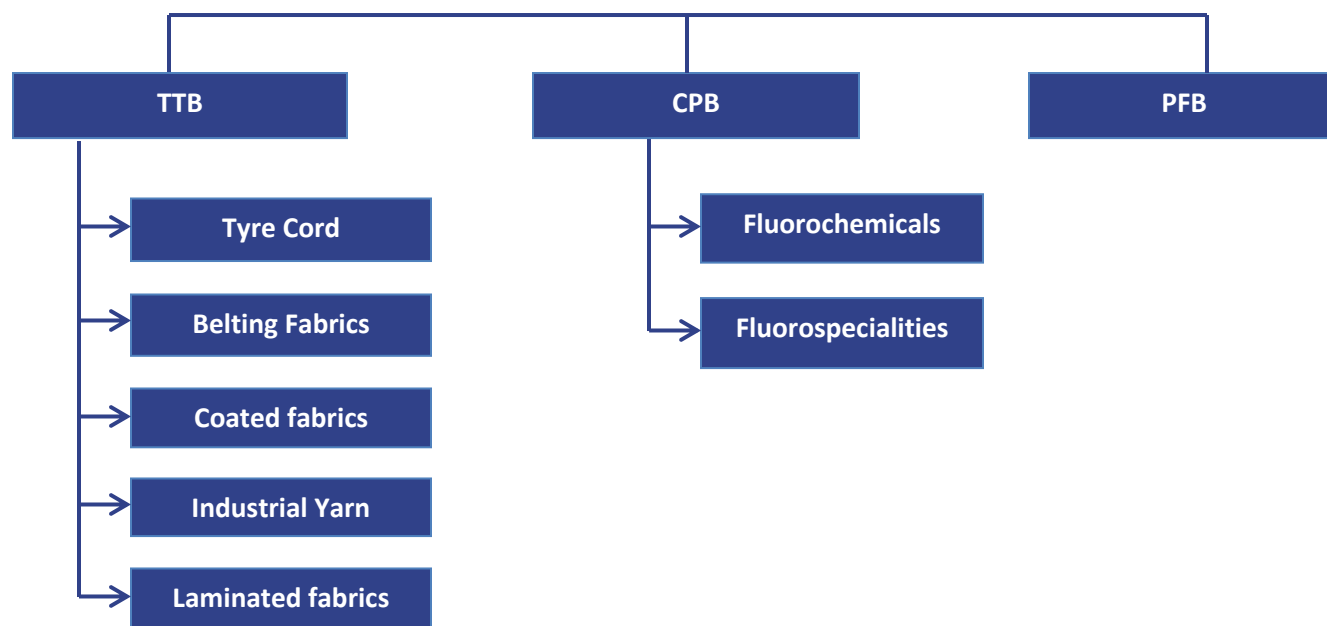 TTB
CPB
PFB
Tyre Cord
Belting Fabrics
Coated fabrics
Industrial Yarn
Laminated fabrics
Fluorochemicals
Fluorospecialities